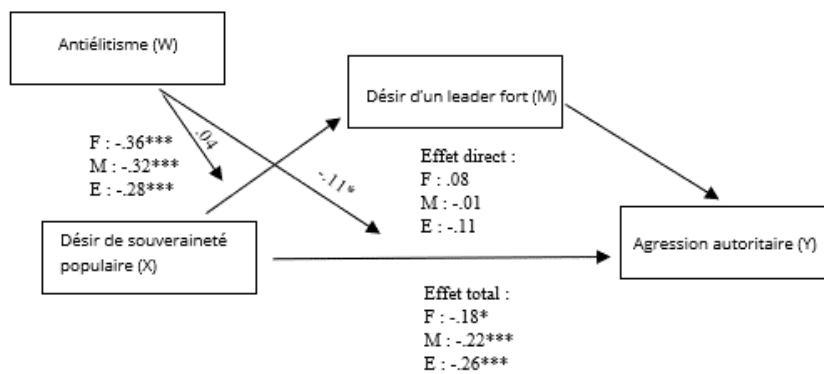 Antiélitisme (W)
Désir d'un leader fort (M)
F : -.36***
M : -.32***
E : -.28***
.04
-.11*
Effet direct :
F : .08
M : -.01
E : -.11
Désir de souveraineté
populaire (X)
Agression autoritaire (Y)
Effet total :
F : -.18*
M : -.22***
E : -.26***